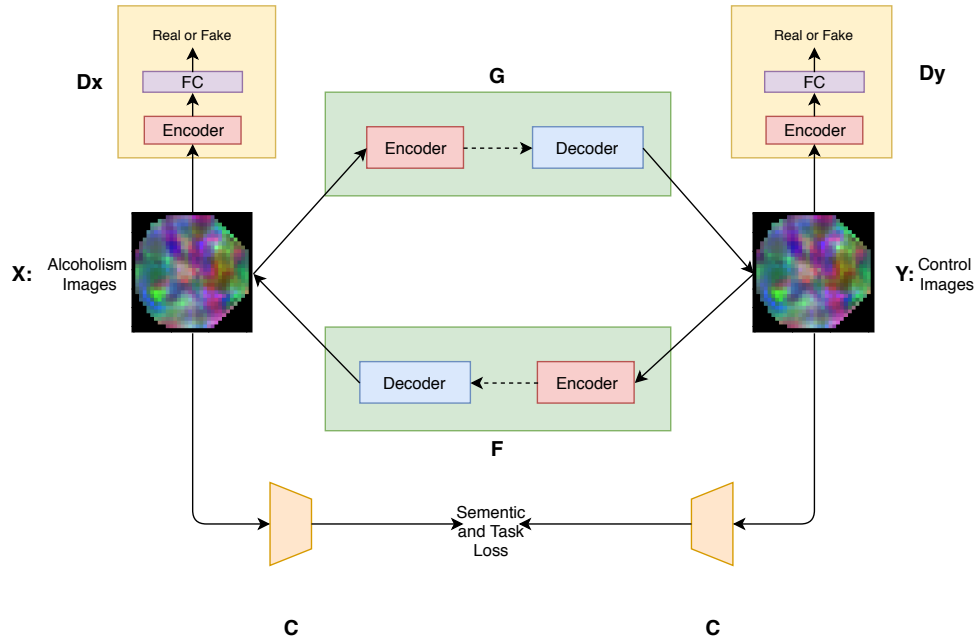 Real or Fake
FC
Encoder
Dx
G
Encoder
Decoder
Real or Fake
FC
Encoder
Dy
X:
Alcoholism
Images
Y:
Control
Images
Decoder
Encoder
F
Sementic
and Task
Loss
C
C